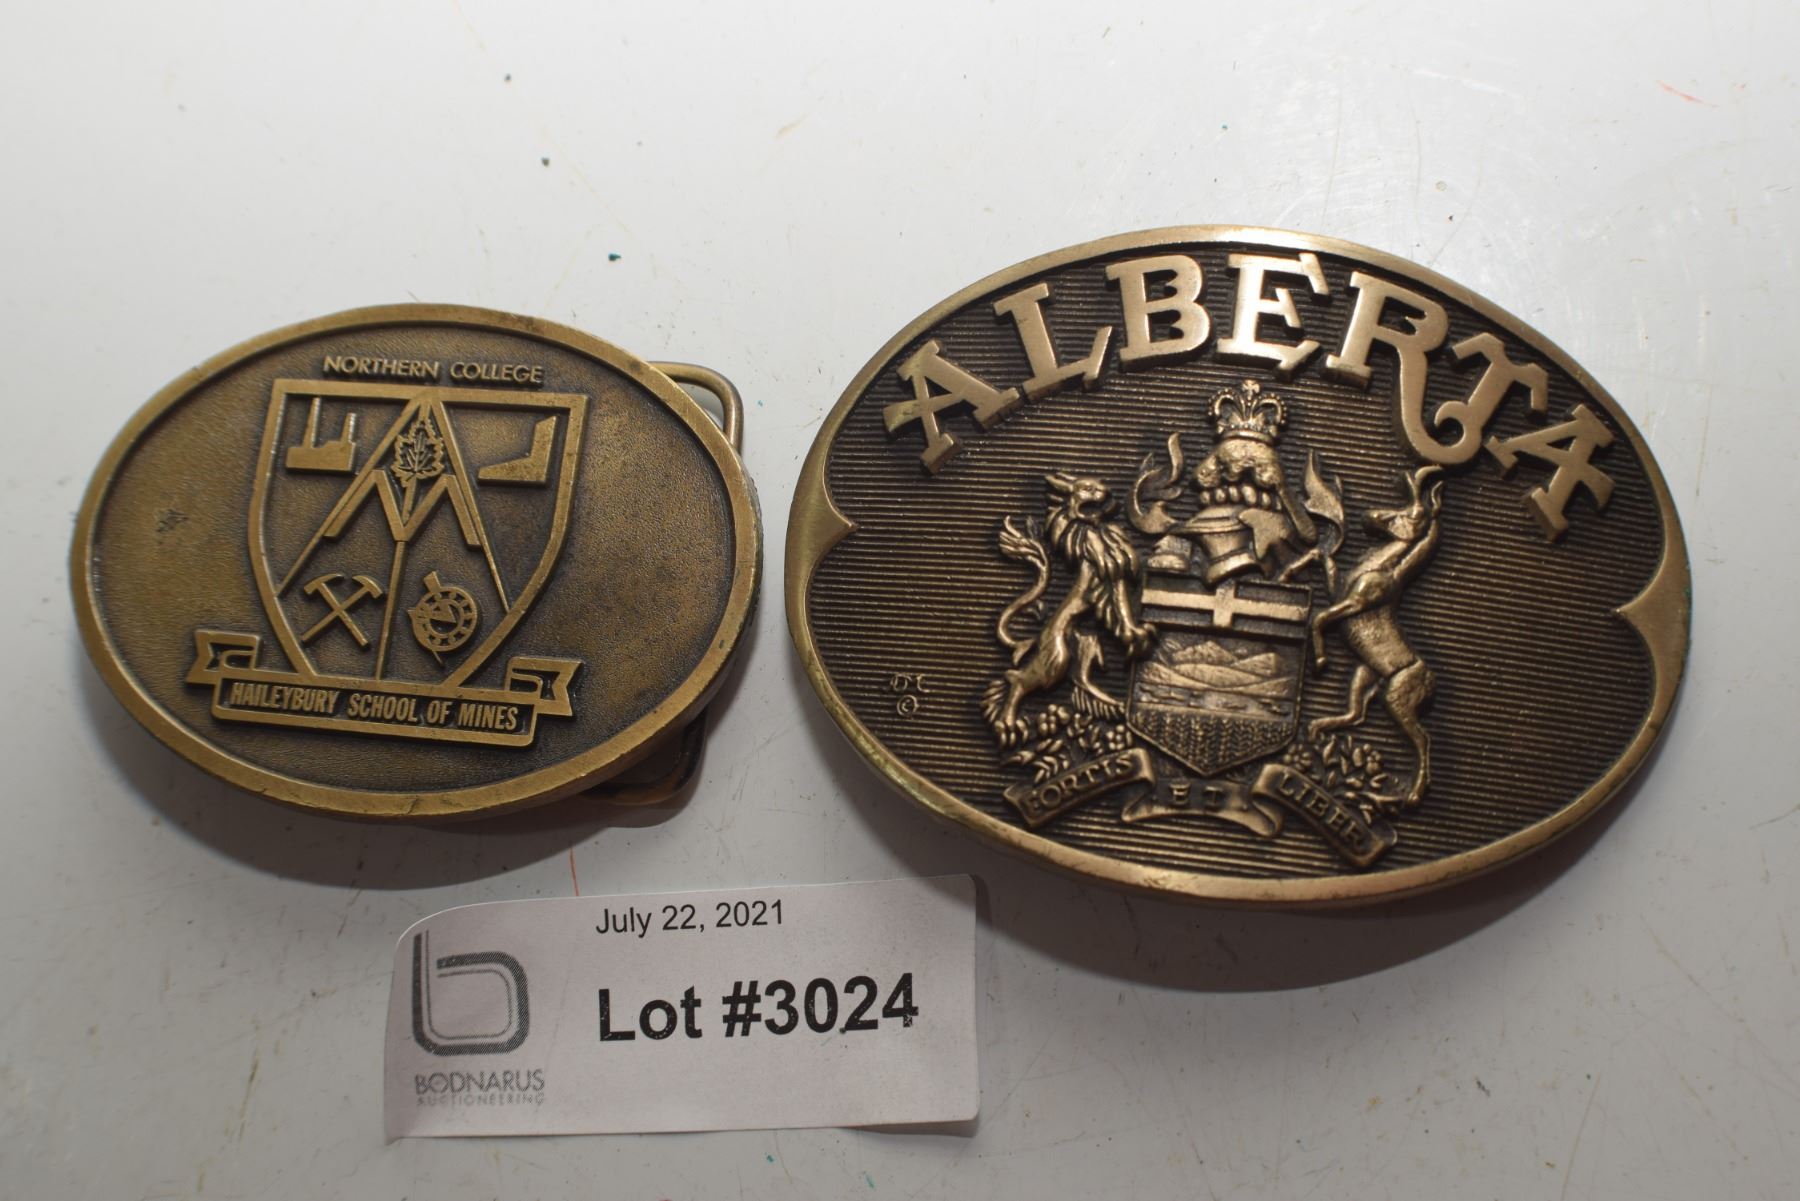 NORTHERN COLLEGE
HAILEYBURY SCHOOL OF MINES
ALBERTA
©
FORTIS ET LIBER
July 22, 2021
Lot #3024
BODNARUS
AUCTIONEERING